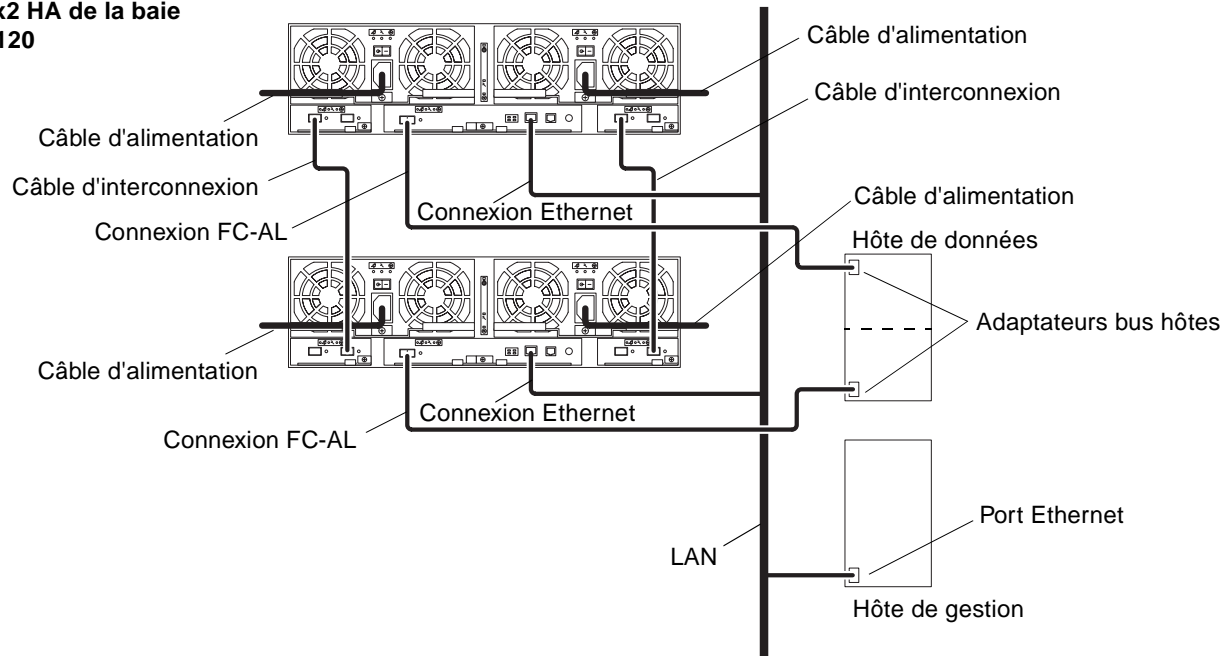 x2 HA de la baie
120
Câble d'alimentation
Câble d'interconnexion
Câble d'alimentation
Câble d'interconnexion
Connexion Ethernet
Câble d'alimentation
Connexion FC-AL
Hôte de données
Adaptateurs bus hôtes
Câble d'alimentation
Connexion Ethernet
Connexion FC-AL
Port Ethernet
LAN
Hôte de gestion